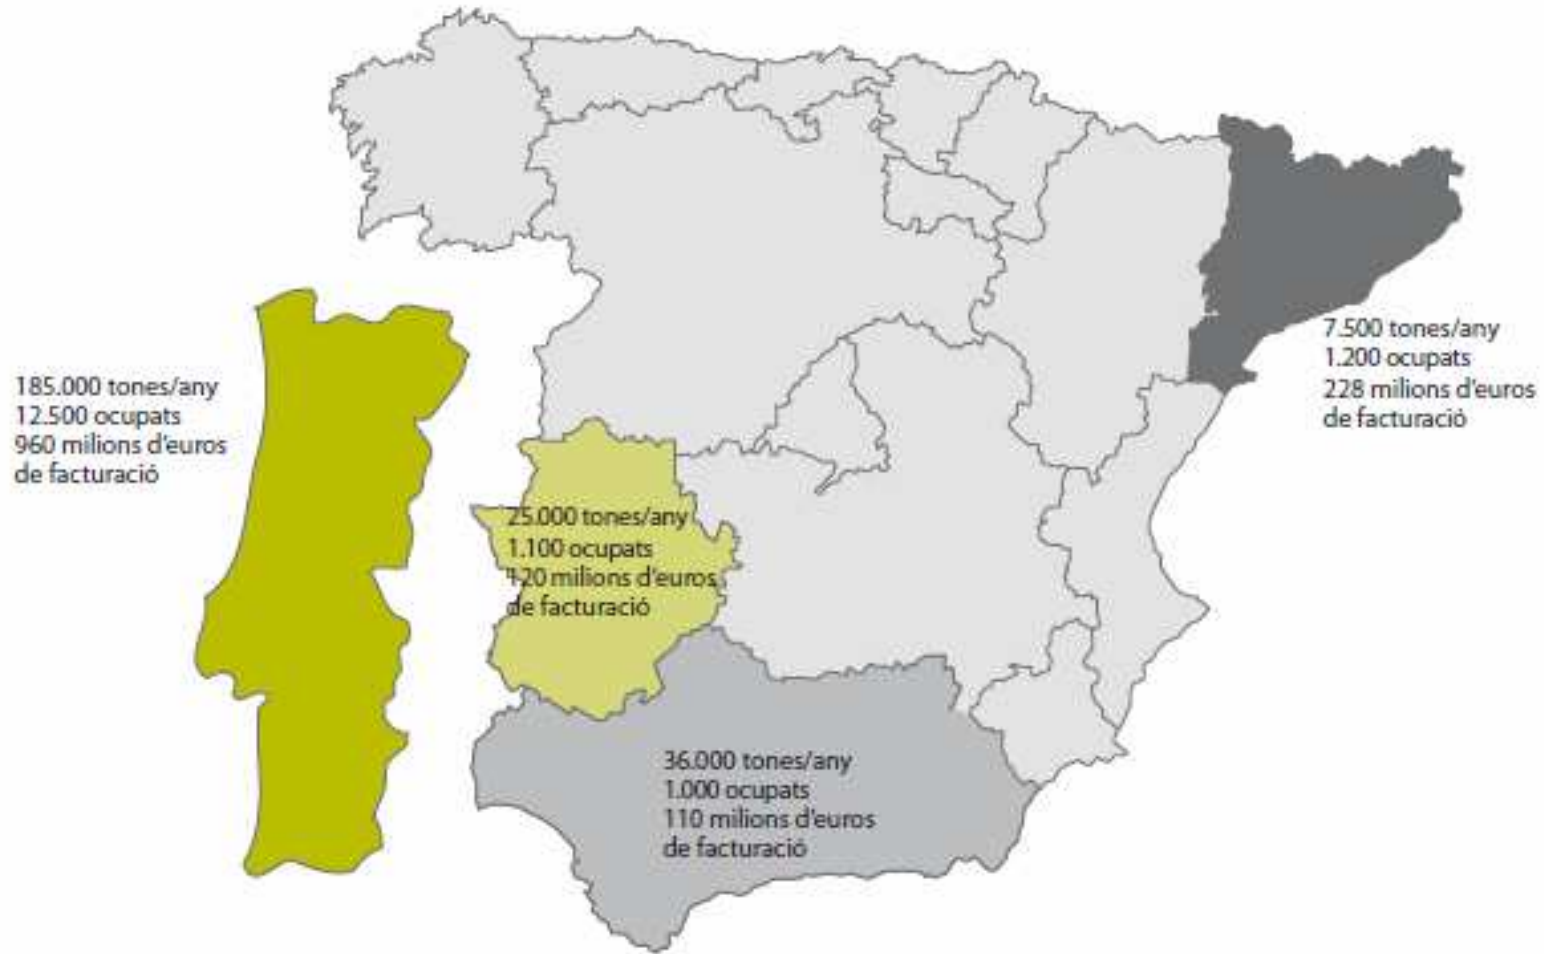 7.500 tones/any
1.200 ocupats
228 milions d'euros
de facturació
185.000 tones/any
12.500 ocupats
960 milions d'euros
de facturació
25.000 tones/any
1.100 ocupats
120 milions d'euros
de facturació
36.000 tones/any
1.000 ocupats
110 milions d'euros
de facturació